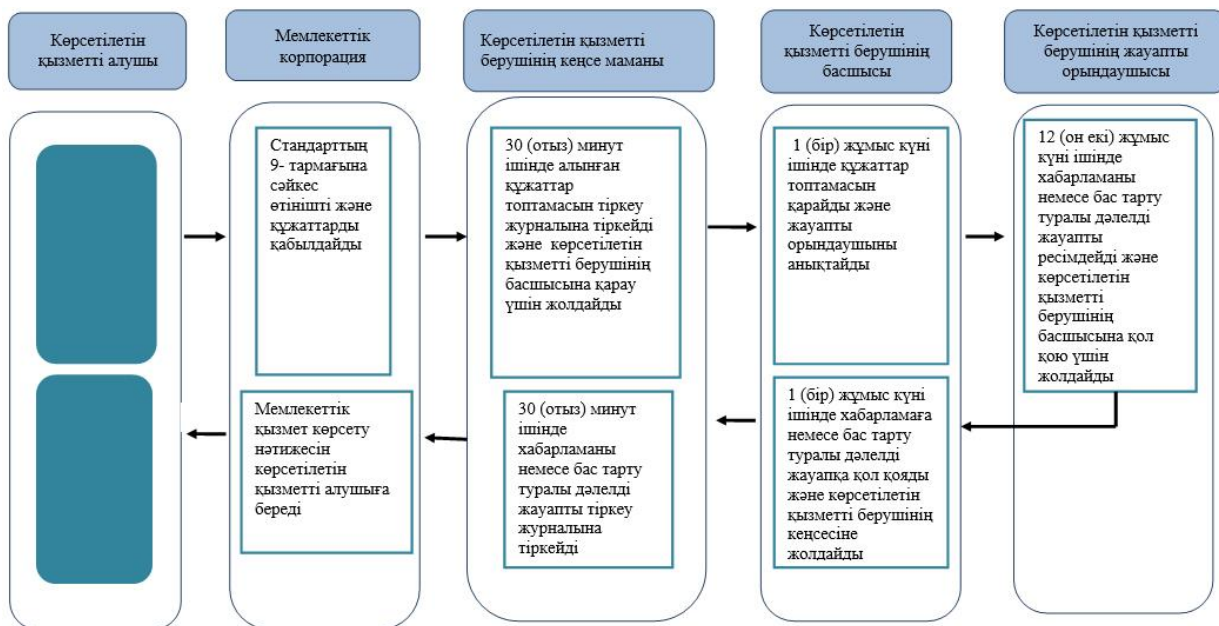 Көрсетілетін
қызметті алушы
Мемлекеттік
корпорация
Көрсетілетін қызметті
берушінің кеңсе маманы
Көрсетілетін
қызметті берушінің
басшысы
Көрсетілетін қызметті
берушінің жауапты
орындаушысы
Стандарттың
9- тармағына
сәйкес
өтінішті және
құжаттарды
қабылдайды
30 (отыз) минут
ішінде алынған
құжаттар
топтамасын тіркеу
журналына тіркейді
және көрсетілетін
қызметті берушінің
басшысына қарау
үшін жолдайды
1 (бір) жұмыс күні
ішінде құжаттар
топтамасын
қарайды және
жауапты
орындаушыны
анықтайды
12 (он екі) жұмыс
күні ішінде
хабарламаны
немесе бас тарту
туралы дәлелді
жауапты
ресімдейді және
көрсетілетін
қызметті
берушінің
басшысына қол
қою үшін
жолдайды
Мемлекеттік
қызмет көрсету
нәтижесін
көрсетілетін
қызметті алушыға
береді
30 (отыз) минут
ішінде
хабарламаны
немесе бас тарту
туралы дәлелді
жауапты тіркеу
журналына
тіркейді
1 (бір) жұмыс күні
ішінде хабарламаға
немесе бас тарту
туралы дәлелді
жауапқа қол қояды
және көрсетілетін
қызметті берушінің
кеңсесіне
жолдайды